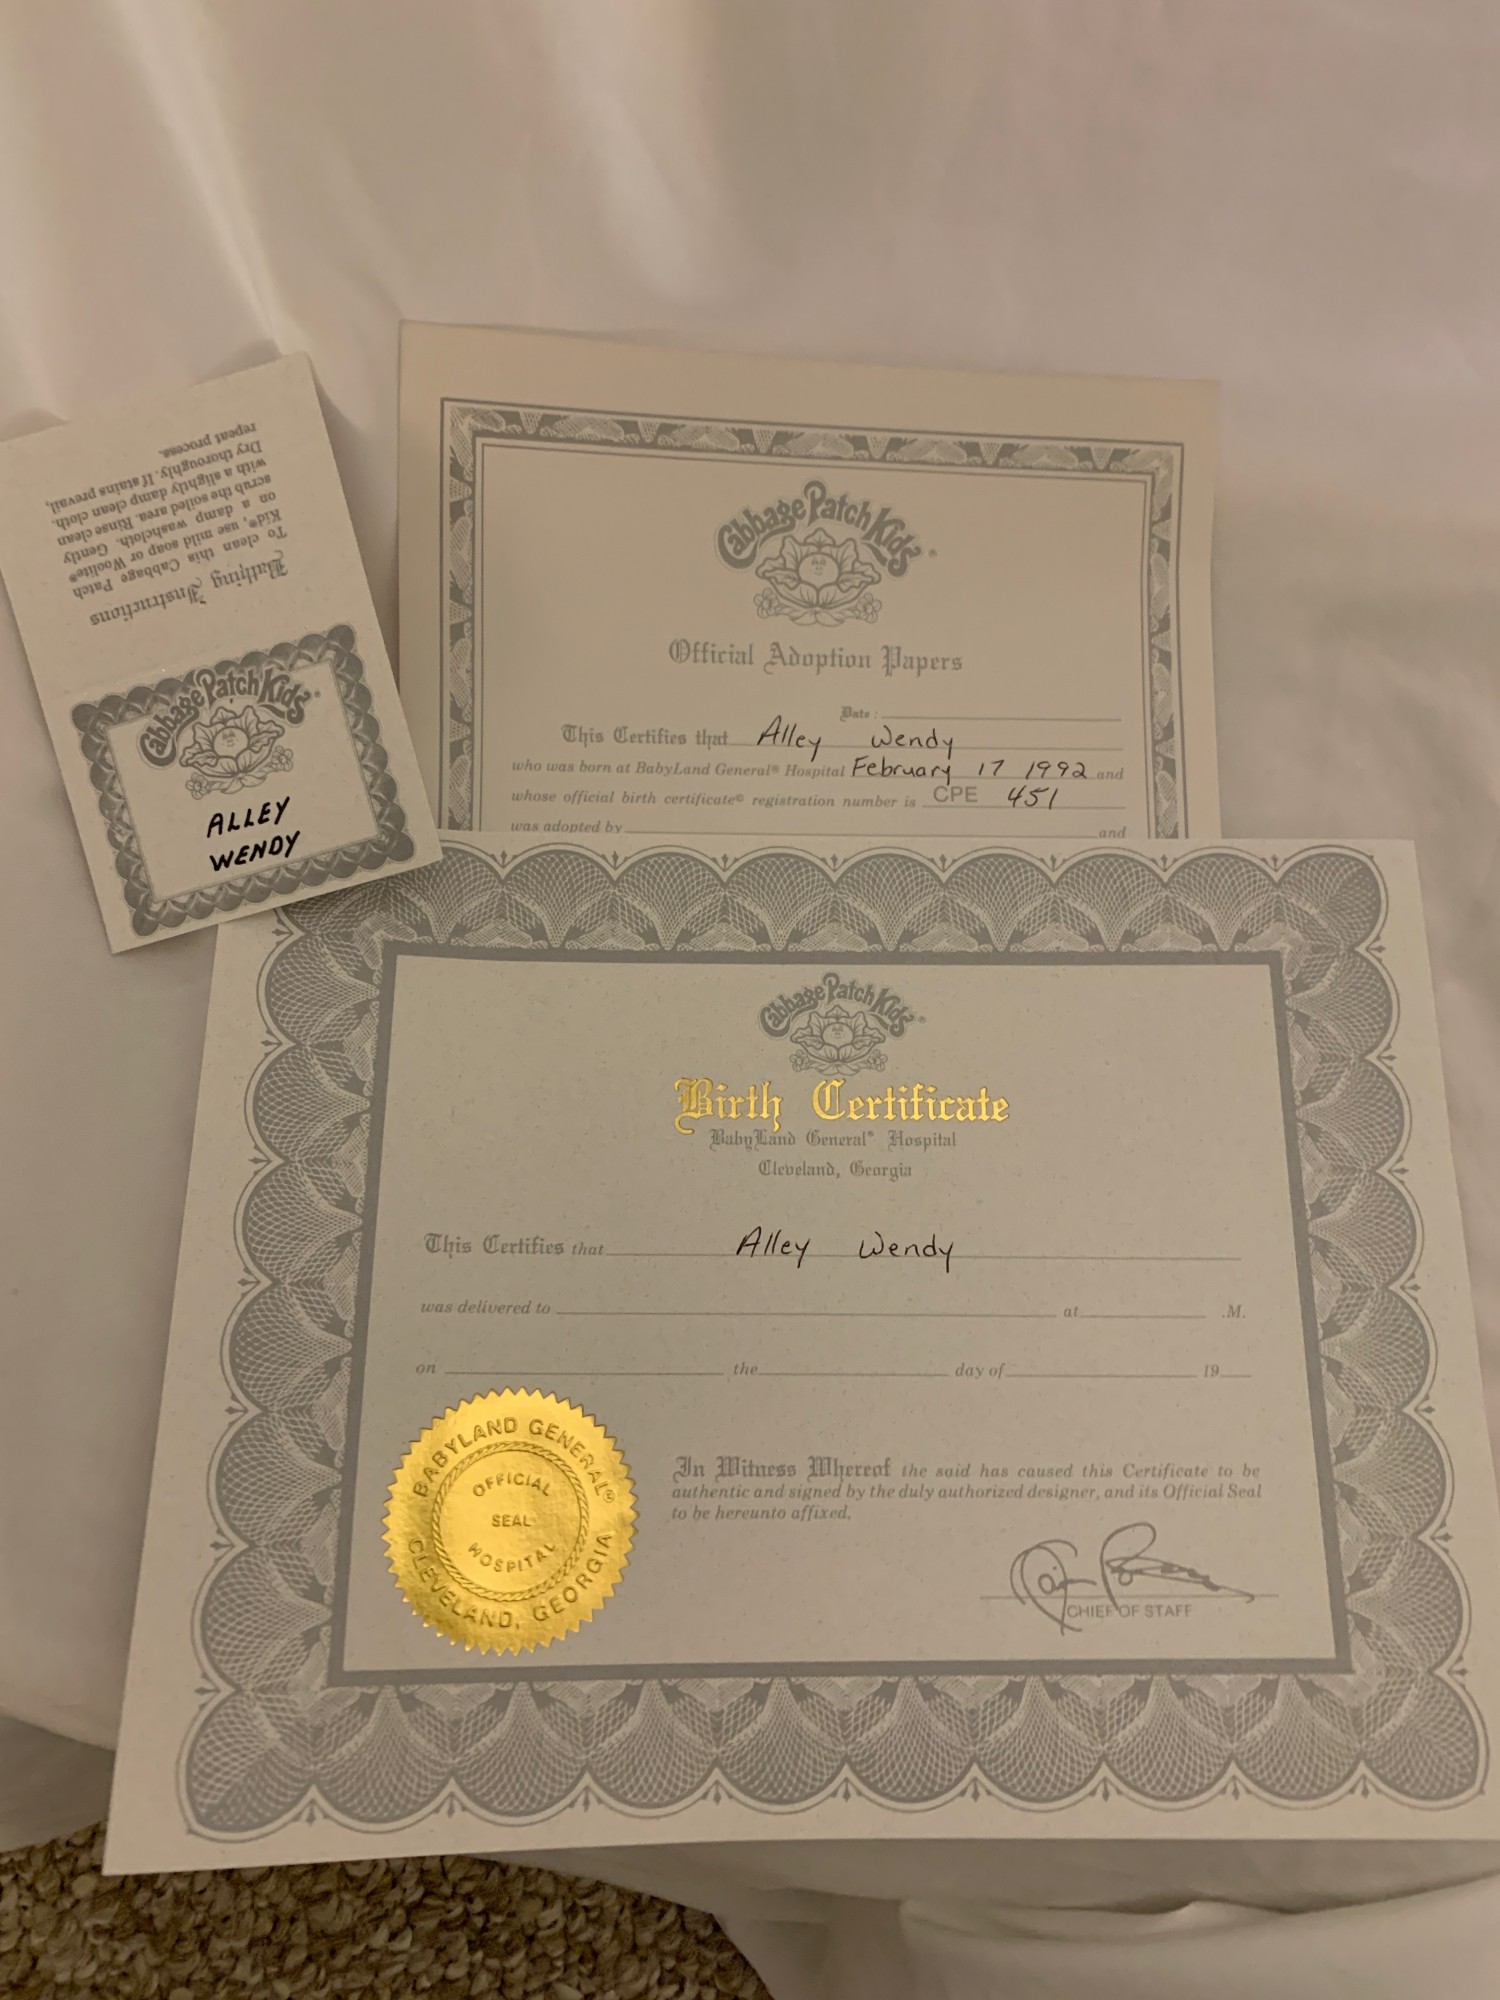 repeat process.
Dry thoroughly. If stains prevail,
with a slightly damp clean cloth.
scrub the soiled area. Rinse clean
on a damp washcloth. Gently
Kid®, use mild soap or Woolite®
To clean this Cabbage Patch
Bathing Instructions
Cabbage Patch Kids®
ALLEY
WENDY
Cabbage Patch Kids®
Official Adoption Papers
Date:
This Certifies that Alley Wendy
who was born at BabyLand General® Hospital February 17 1992 and
whose official birth certificate© registration number is CPE 451
was adopted by and
Cabbage Patch Kids®
Birth Certificate
BabyLand General® Hospital
Cleveland, Georgia
This Certifies that Alley Wendy
was delivered to at .M.
on the day of 19
BABYLAND GENERAL®
OFFICIAL
SEAL
HOSPITAL
CLEVELAND, GEORGIA
In Witness Whereof the said has caused this Certificate to be
authentic and signed by the duly authorized designer, and its Official Seal
to be hereunto affixed.
CHIEF OF STAFF